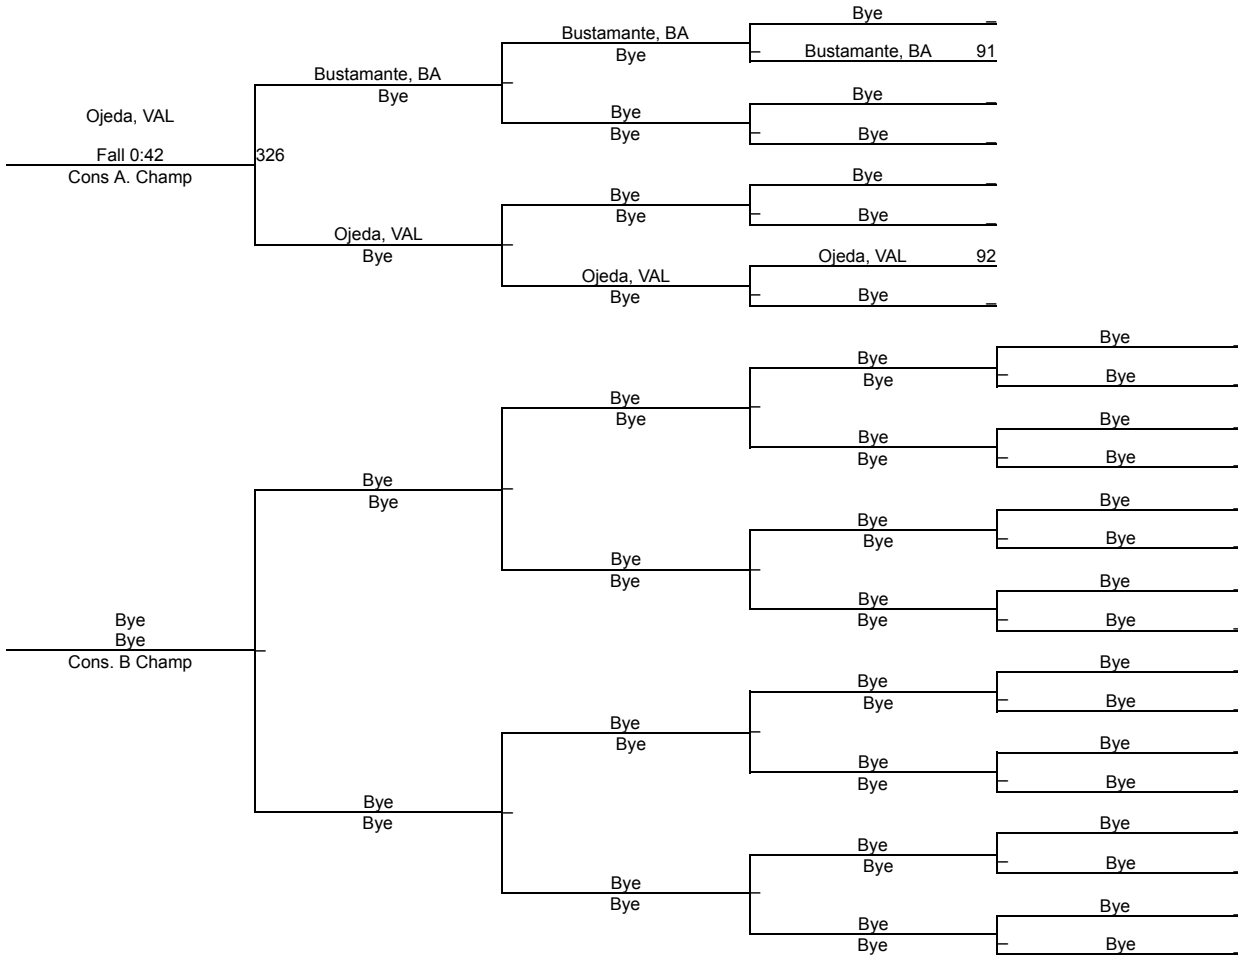 Bye _
Bustamante, BA
Bye
_ Bustamante, BA 91
Bustamante, BA
Bye
_
Bye _
Bye
Bye
_ Bye _
Ojeda, VAL
Fall 0:42
Cons A. Champ
326
Bye _
Bye
Bye
_ Bye _
Ojeda, VAL
Bye
_
Ojeda, VAL 92
Ojeda, VAL
Bye
_ Bye _
Bye _
Bye
Bye
_ Bye _
Bye
Bye
_
Bye _
Bye
Bye
_ Bye _
Bye
Bye
_
Bye _
Bye
Bye
_ Bye _
Bye
Bye
_
Bye _
Bye
Bye
_ Bye _
Bye
Bye
Cons. B Champ
_
Bye _
Bye
Bye
_ Bye _
Bye
Bye
_
Bye _
Bye
Bye
_ Bye _
Bye
Bye
_
Bye _
Bye
Bye
_ Bye _
Bye
Bye
_
Bye _
Bye
Bye
_ Bye _